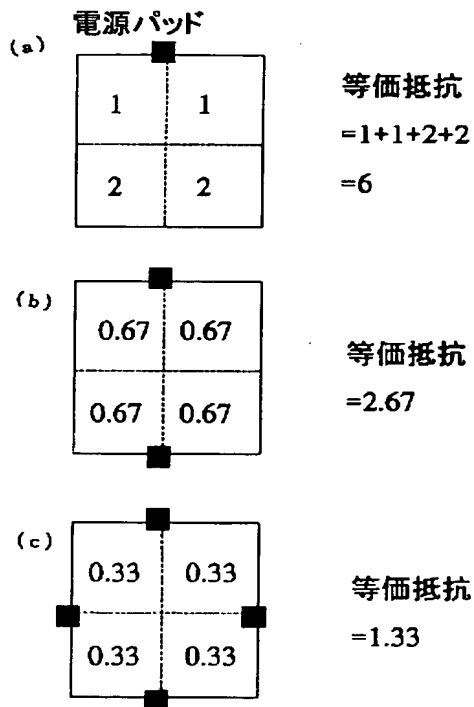 電源パッド
(a)
1 1
2 2
等価抵抗
=1+1+2+2
=6
(b)
0.67 0.67
0.67 0.67
等価抵抗
=2.67
(c)
0.33 0.33
0.33 0.33
等価抵抗
=1.33